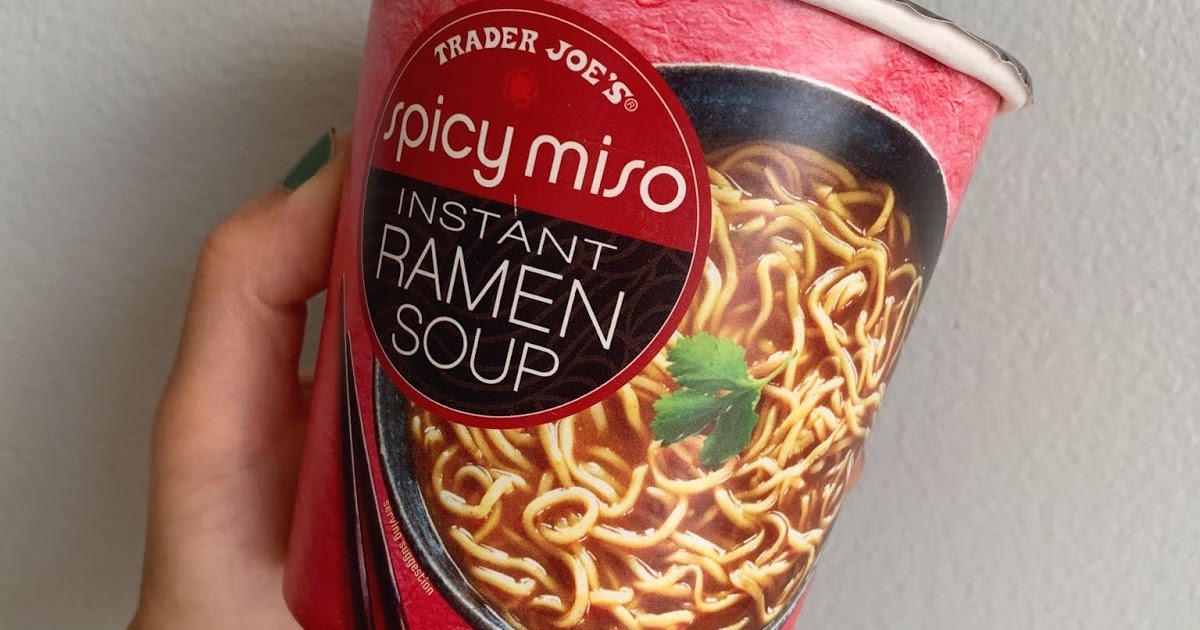 TRADER JOE'S®
spicy miso
INSTANT
RAMEN
SOUP
serving suggestion